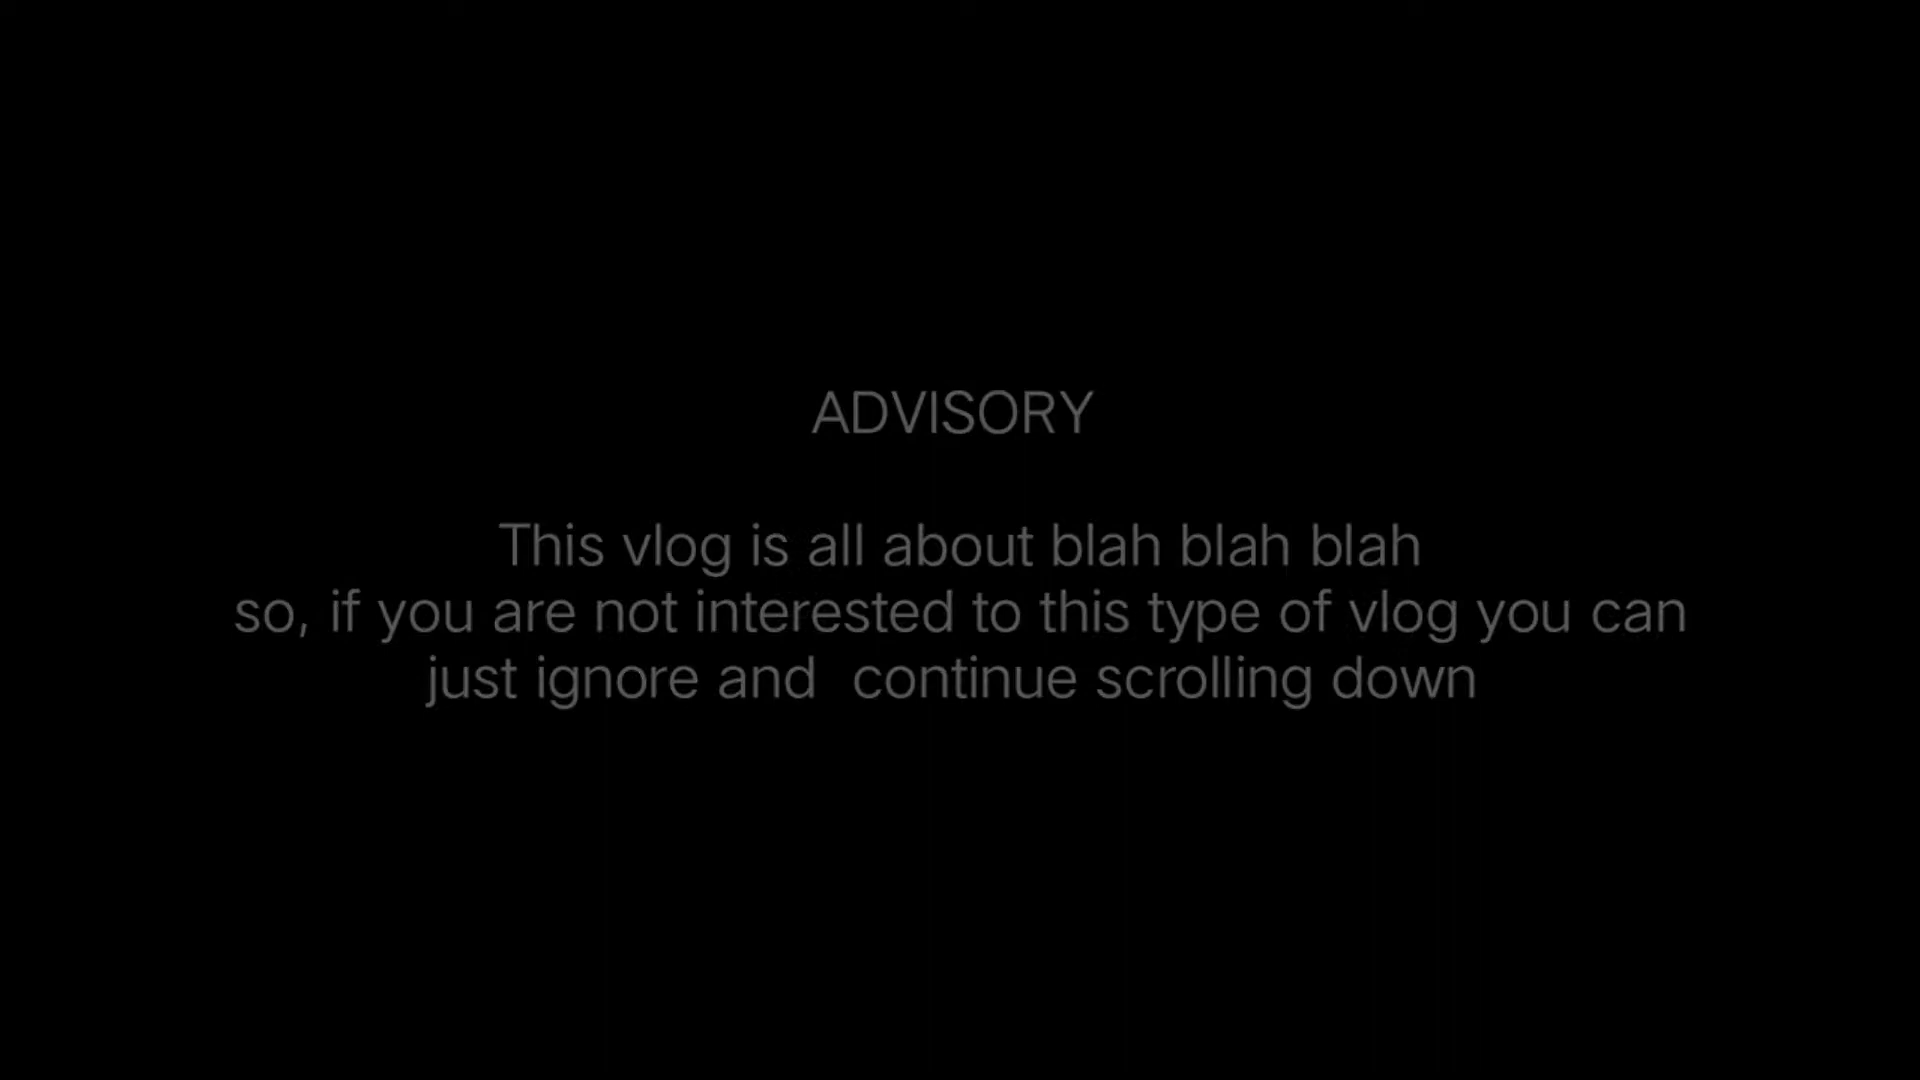 ADVISORY
This vlog is all about blah blah blah
so, if you are not interested to this type of vlog you can
just ignore and  continue scrolling down